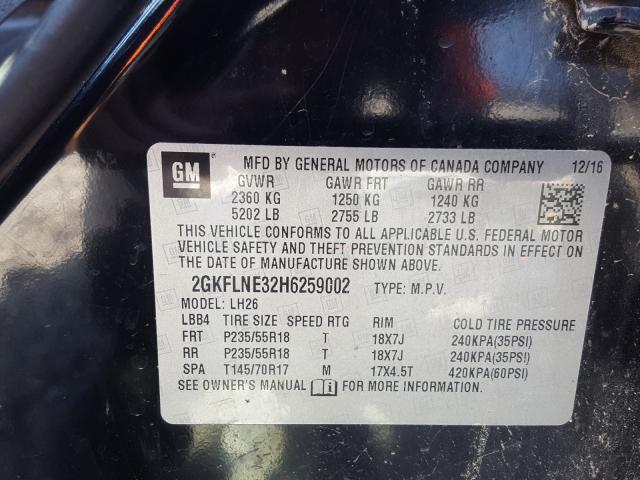 GM MFD BY GENERAL MOTORS OF CANADA COMPANY 12/16
GVWR GAWR FRT GAWR RR
2360 KG 1250 KG 1240 KG
5202 LB 2755 LB 2733 LB
THIS VEHICLE CONFORMS TO ALL APPLICABLE U.S. FEDERAL MOTOR
VEHICLE SAFETY AND THEFT PREVENTION STANDARDS IN EFFECT ON
THE DATE OF MANUFACTURE SHOWN ABOVE.
2GKFLNE32H6259002 TYPE: M.P.V.
MODEL: LH26
LBB4 TIRE SIZE SPEED RTG RIM COLD TIRE PRESSURE
FRT P235/55R18 T 18X7J 240KPA(35PSI)
RR P235/55R18 T 18X7J 240KPA(35PSI)
SPA T145/70R17 M 17X4.5T 420KPA(60PSI)
SEE OWNER'S MANUAL FOR MORE INFORMATION.